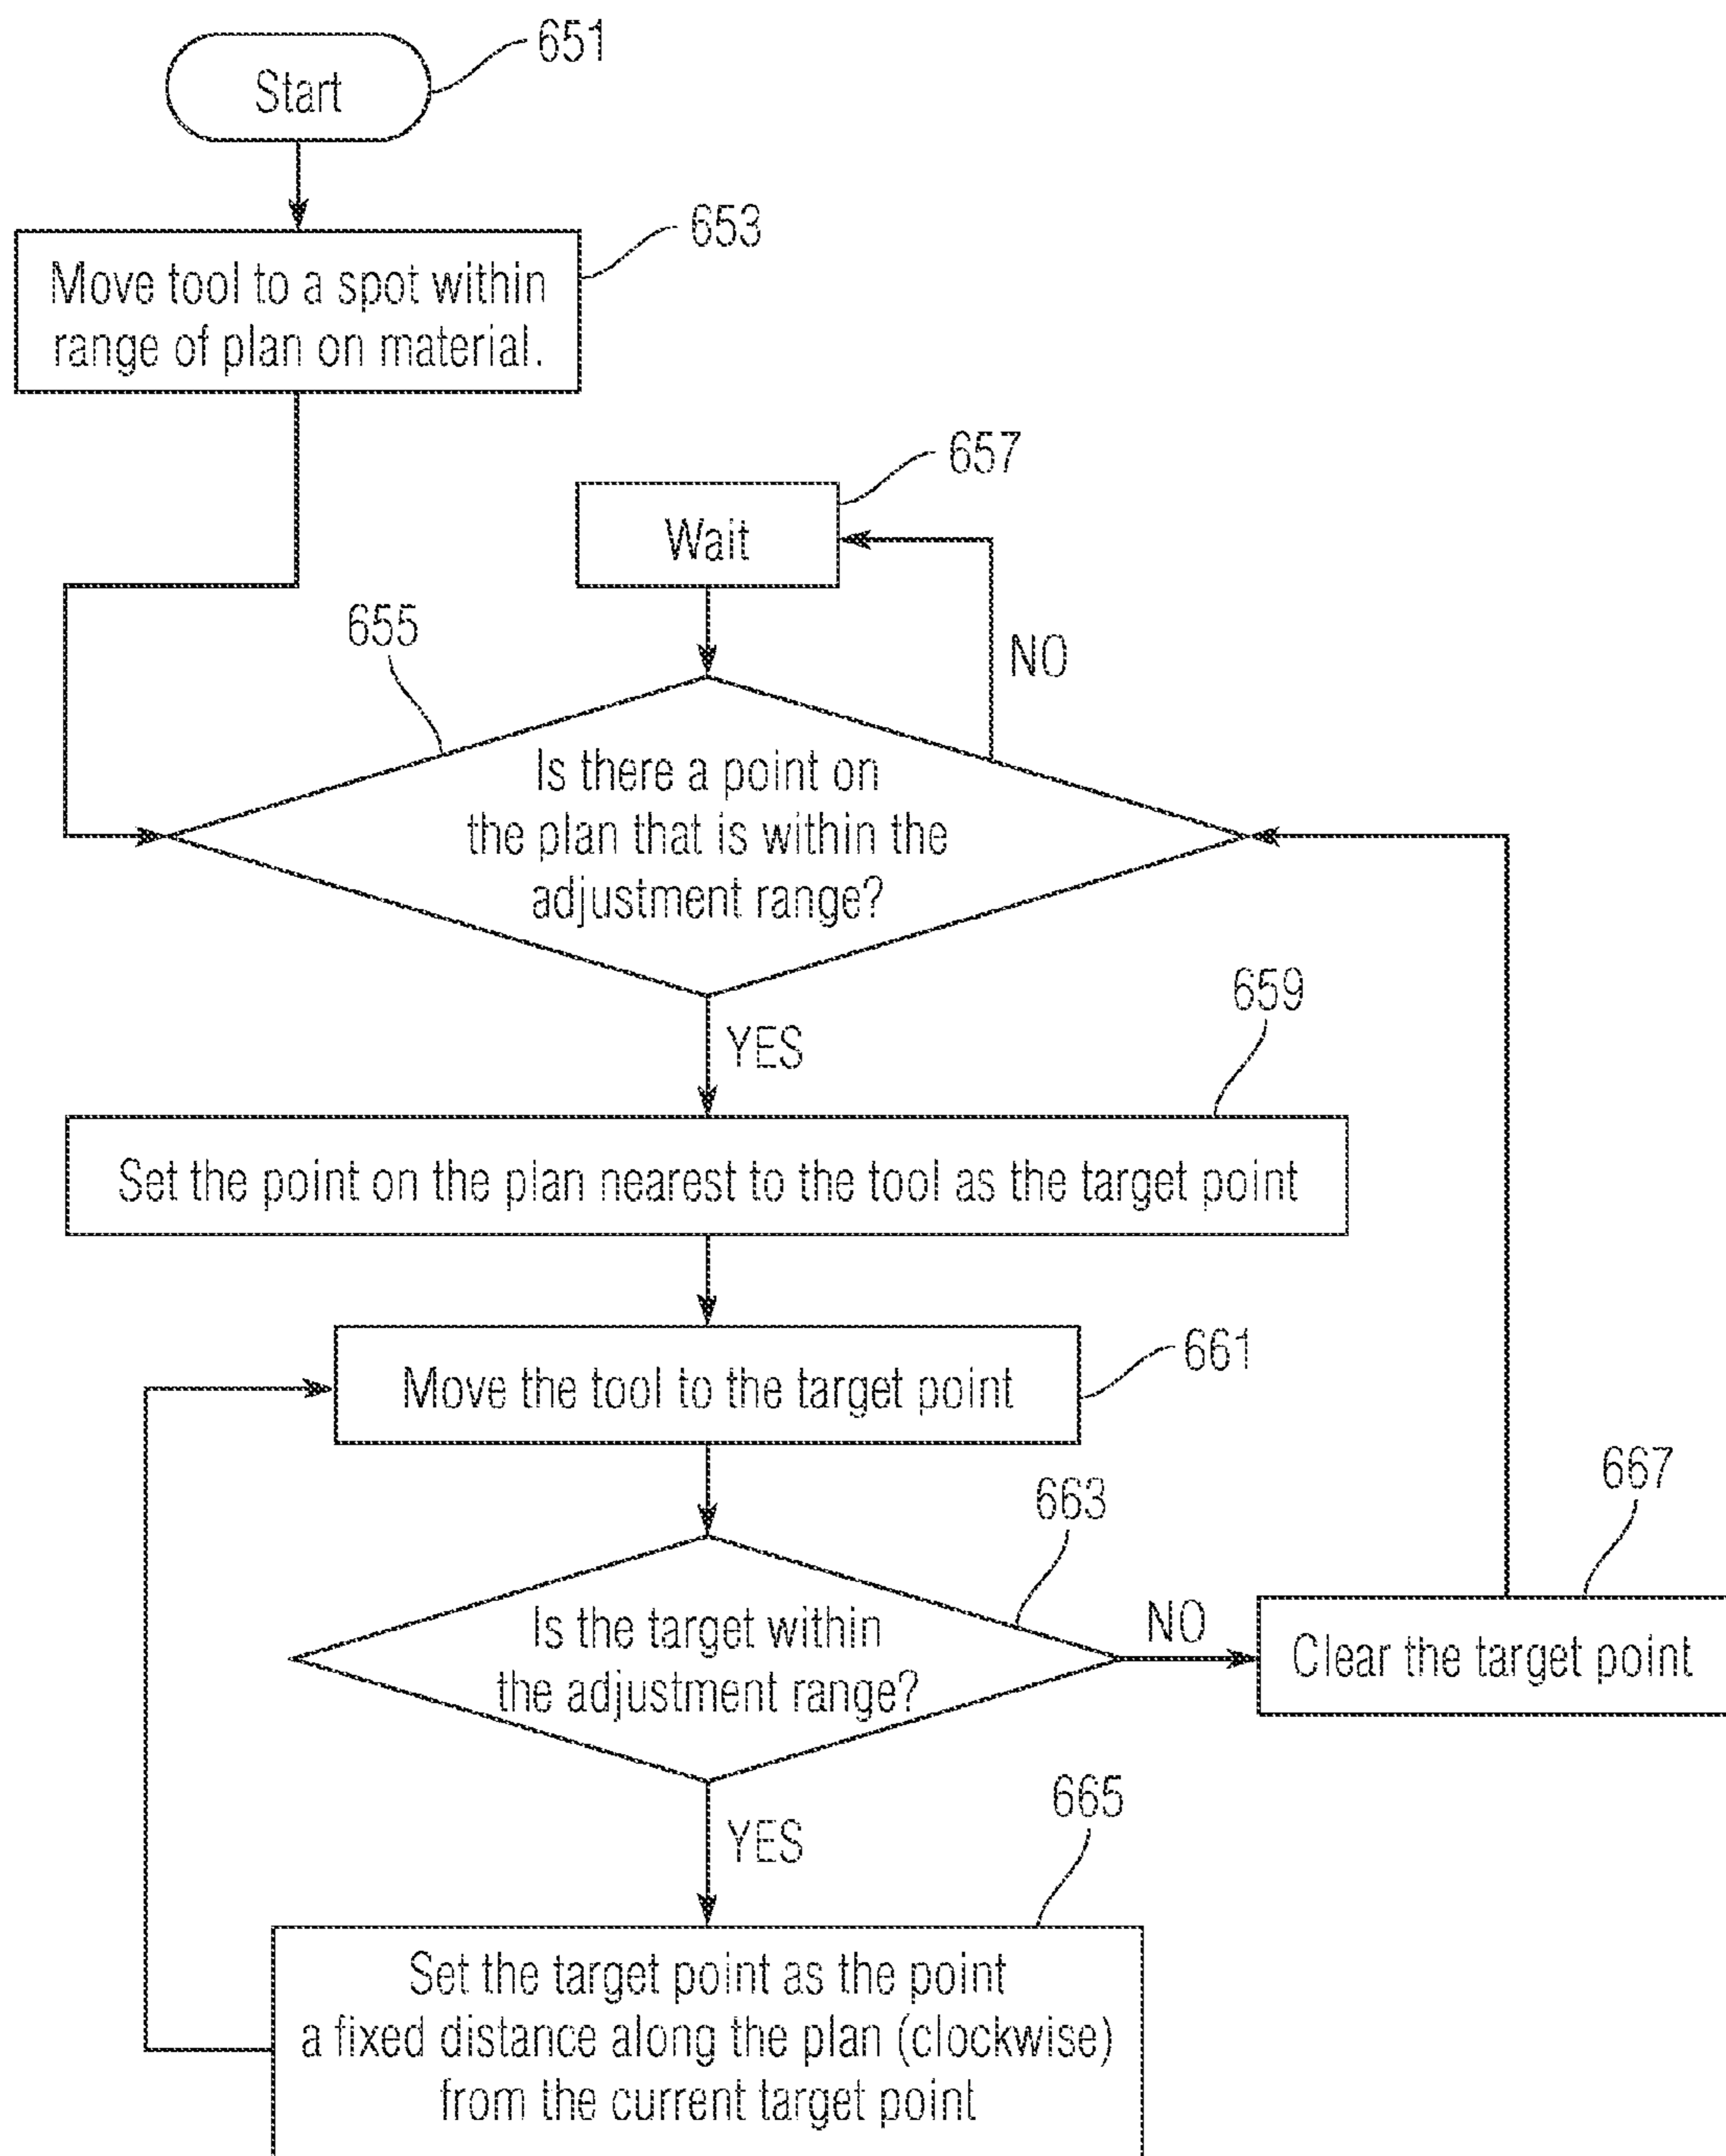 651
Start
653
Move tool to a spot within
range of plan on material.
657
Wait
655
NO
Is there a point on
the plan that is within the
adjustment range?
659
YES
Set the point on the plan nearest to the tool as the target point
661
Move the tool to the target point
667
663
Is the target within
the adjustment range?
NO
Clear the target point
665
YES
Set the target point as the point
a fixed distance along the plan (clockwise)
from the current target point